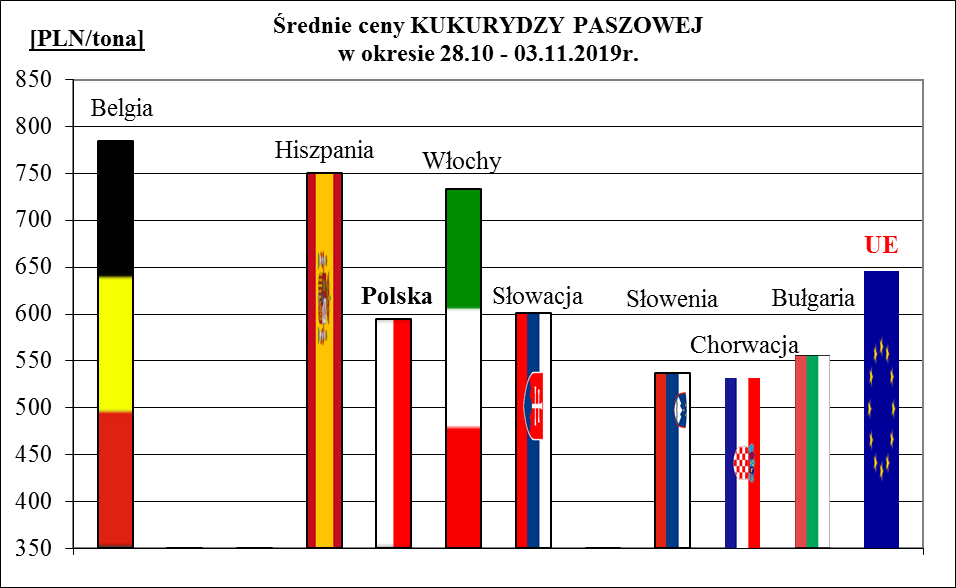 Średnie ceny KUKURYDZY PASZOWEJ
[PLN/tona]
w okresie 28.10 - 03.11.2019r.
850
Belgia
800
Hiszpania
Włochy
750
700
UE
650
Polska
Słowacja
Słowenia
Bułgaria
600
Chorwacja
550
500
450
400
350